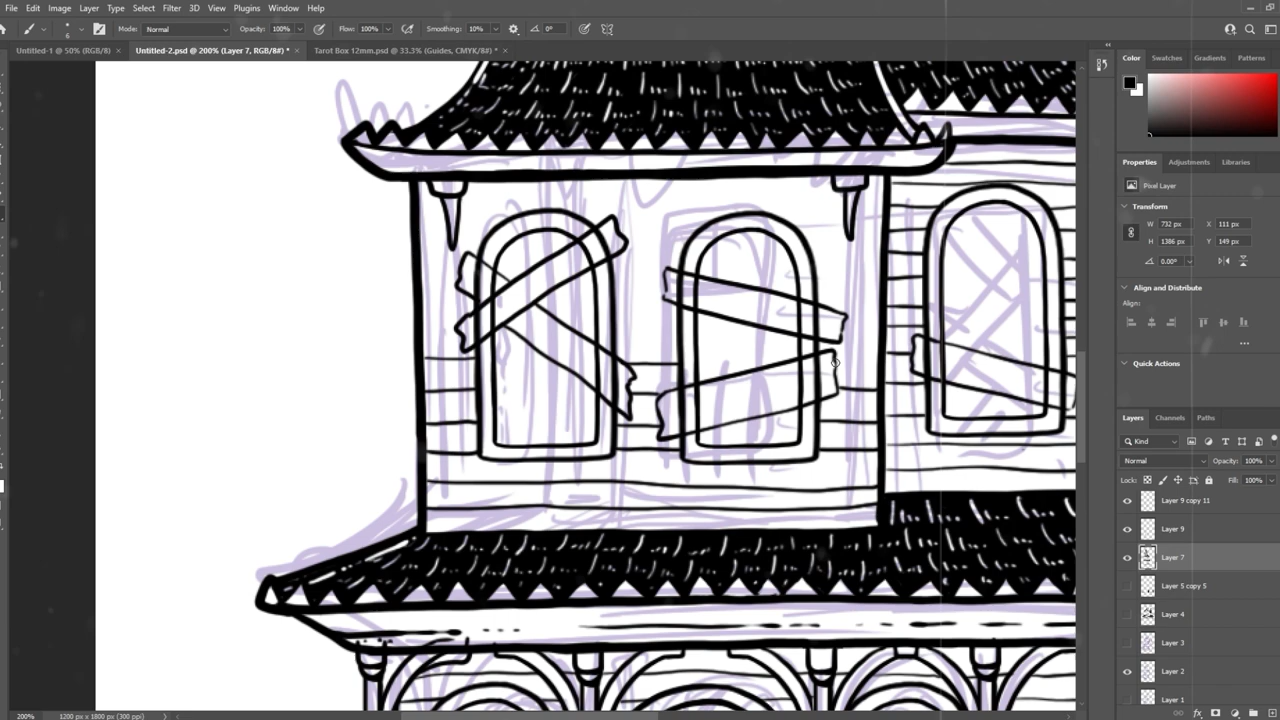 File Edit Image Layer Type Select Filter 3D View Plugins Window Help
6 Mode: Normal Opacity: 100% Flow: 100% Smoothing: 10% 0°
Untitled-1 @ 50% (RGB/8) × Untitled-2.psd @ 200% (Layer 7, RGB/8#) * × Tarot Box 12mm.psd @ 33.3% (Guides, CMYK/8#) * ×
Color Swatches Gradients Patterns
Properties Adjustments Libraries
Pixel Layer
Transform
W 732 px X 111 px
H 1386 px Y 149 px
0.00°
Align and Distribute
Align:
Quick Actions
Layers Channels Paths
Kind
Normal Opacity: 100%
Lock: Fill: 100%
Layer 9 copy 11
Layer 9
Layer 7
Layer 5 copy 5
Layer 4
Layer 3
Layer 2
Layer 1
200% 1200 px x 1800 px (300 ppi)